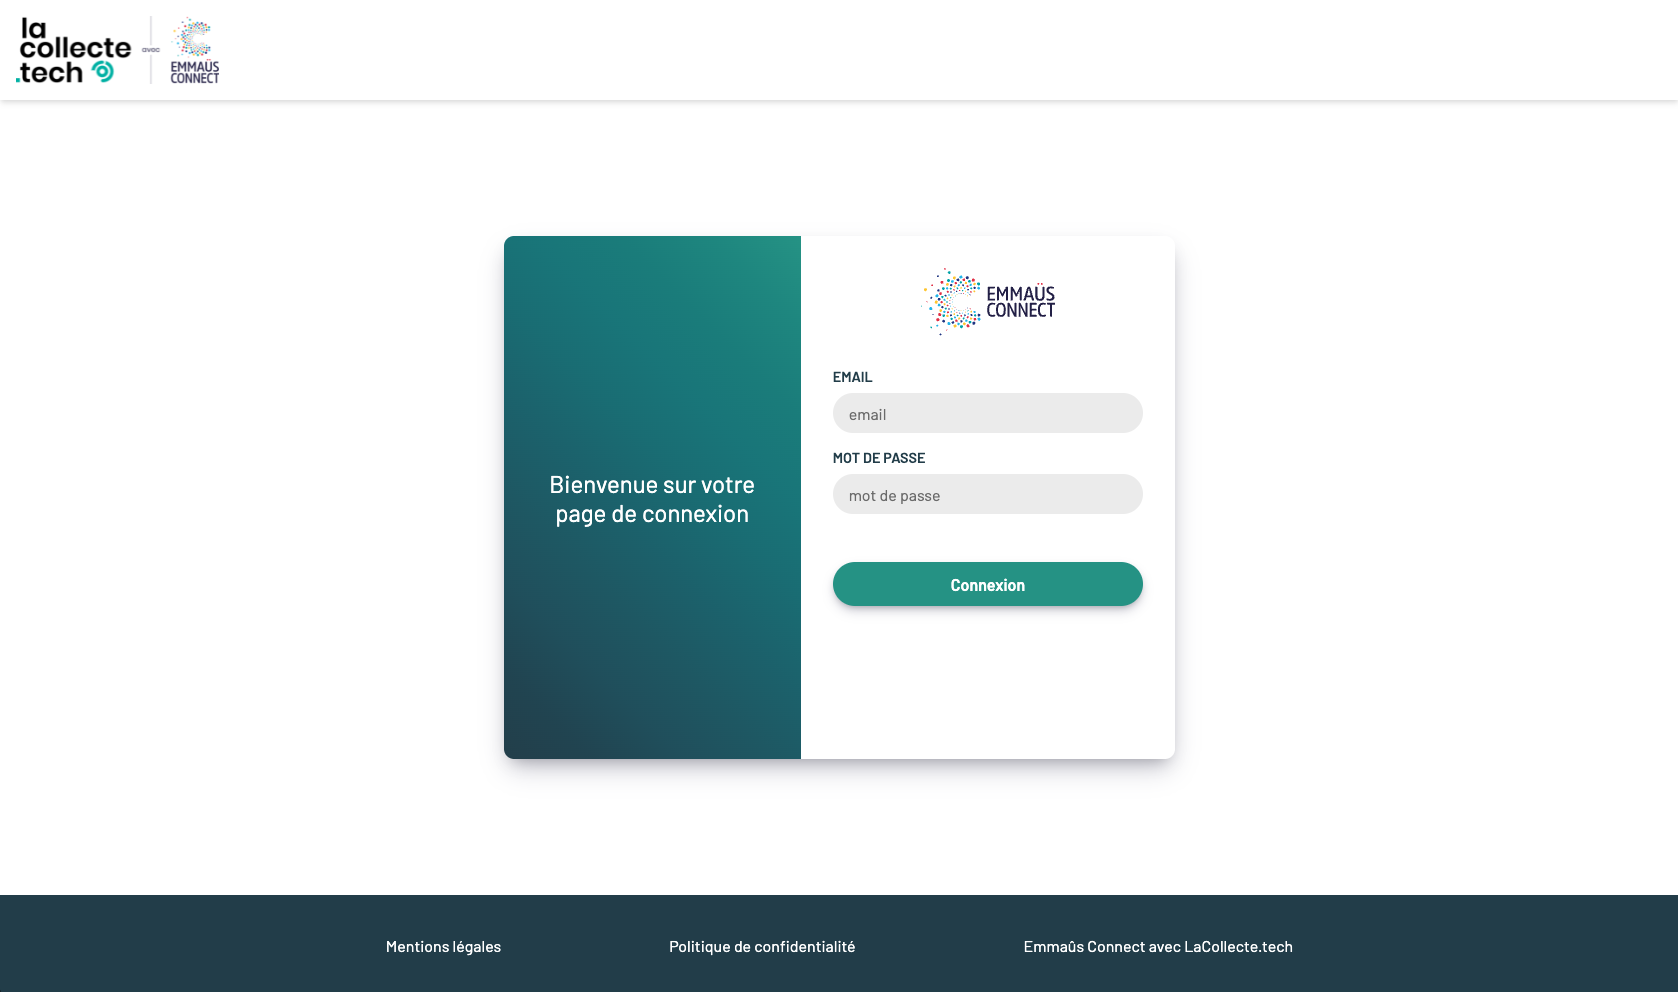 la
collecte
.tech
avec
EMMAÜS
CONNECT
Bienvenue sur votre
page de connexion
EMMAÜS
CONNECT
EMAIL
email
MOT DE PASSE
mot de passe
Connexion
Mentions légales
Politique de confidentialité
Emmaûs Connect avec LaCollecte.tech